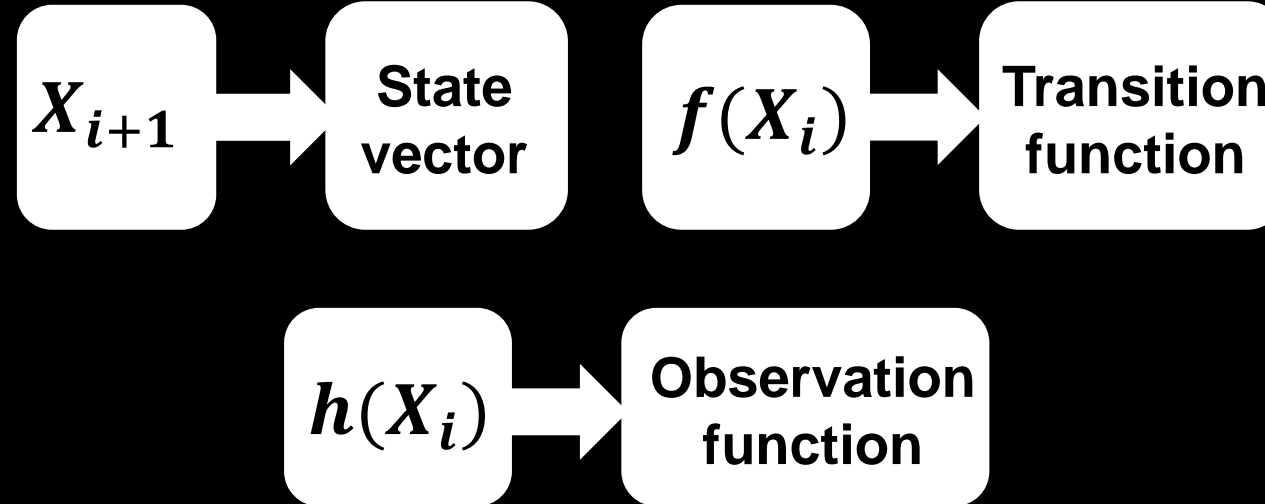 X_{i+1}
State
vector
f(X_i)
Transition
function
h(X_i)
Observation
function